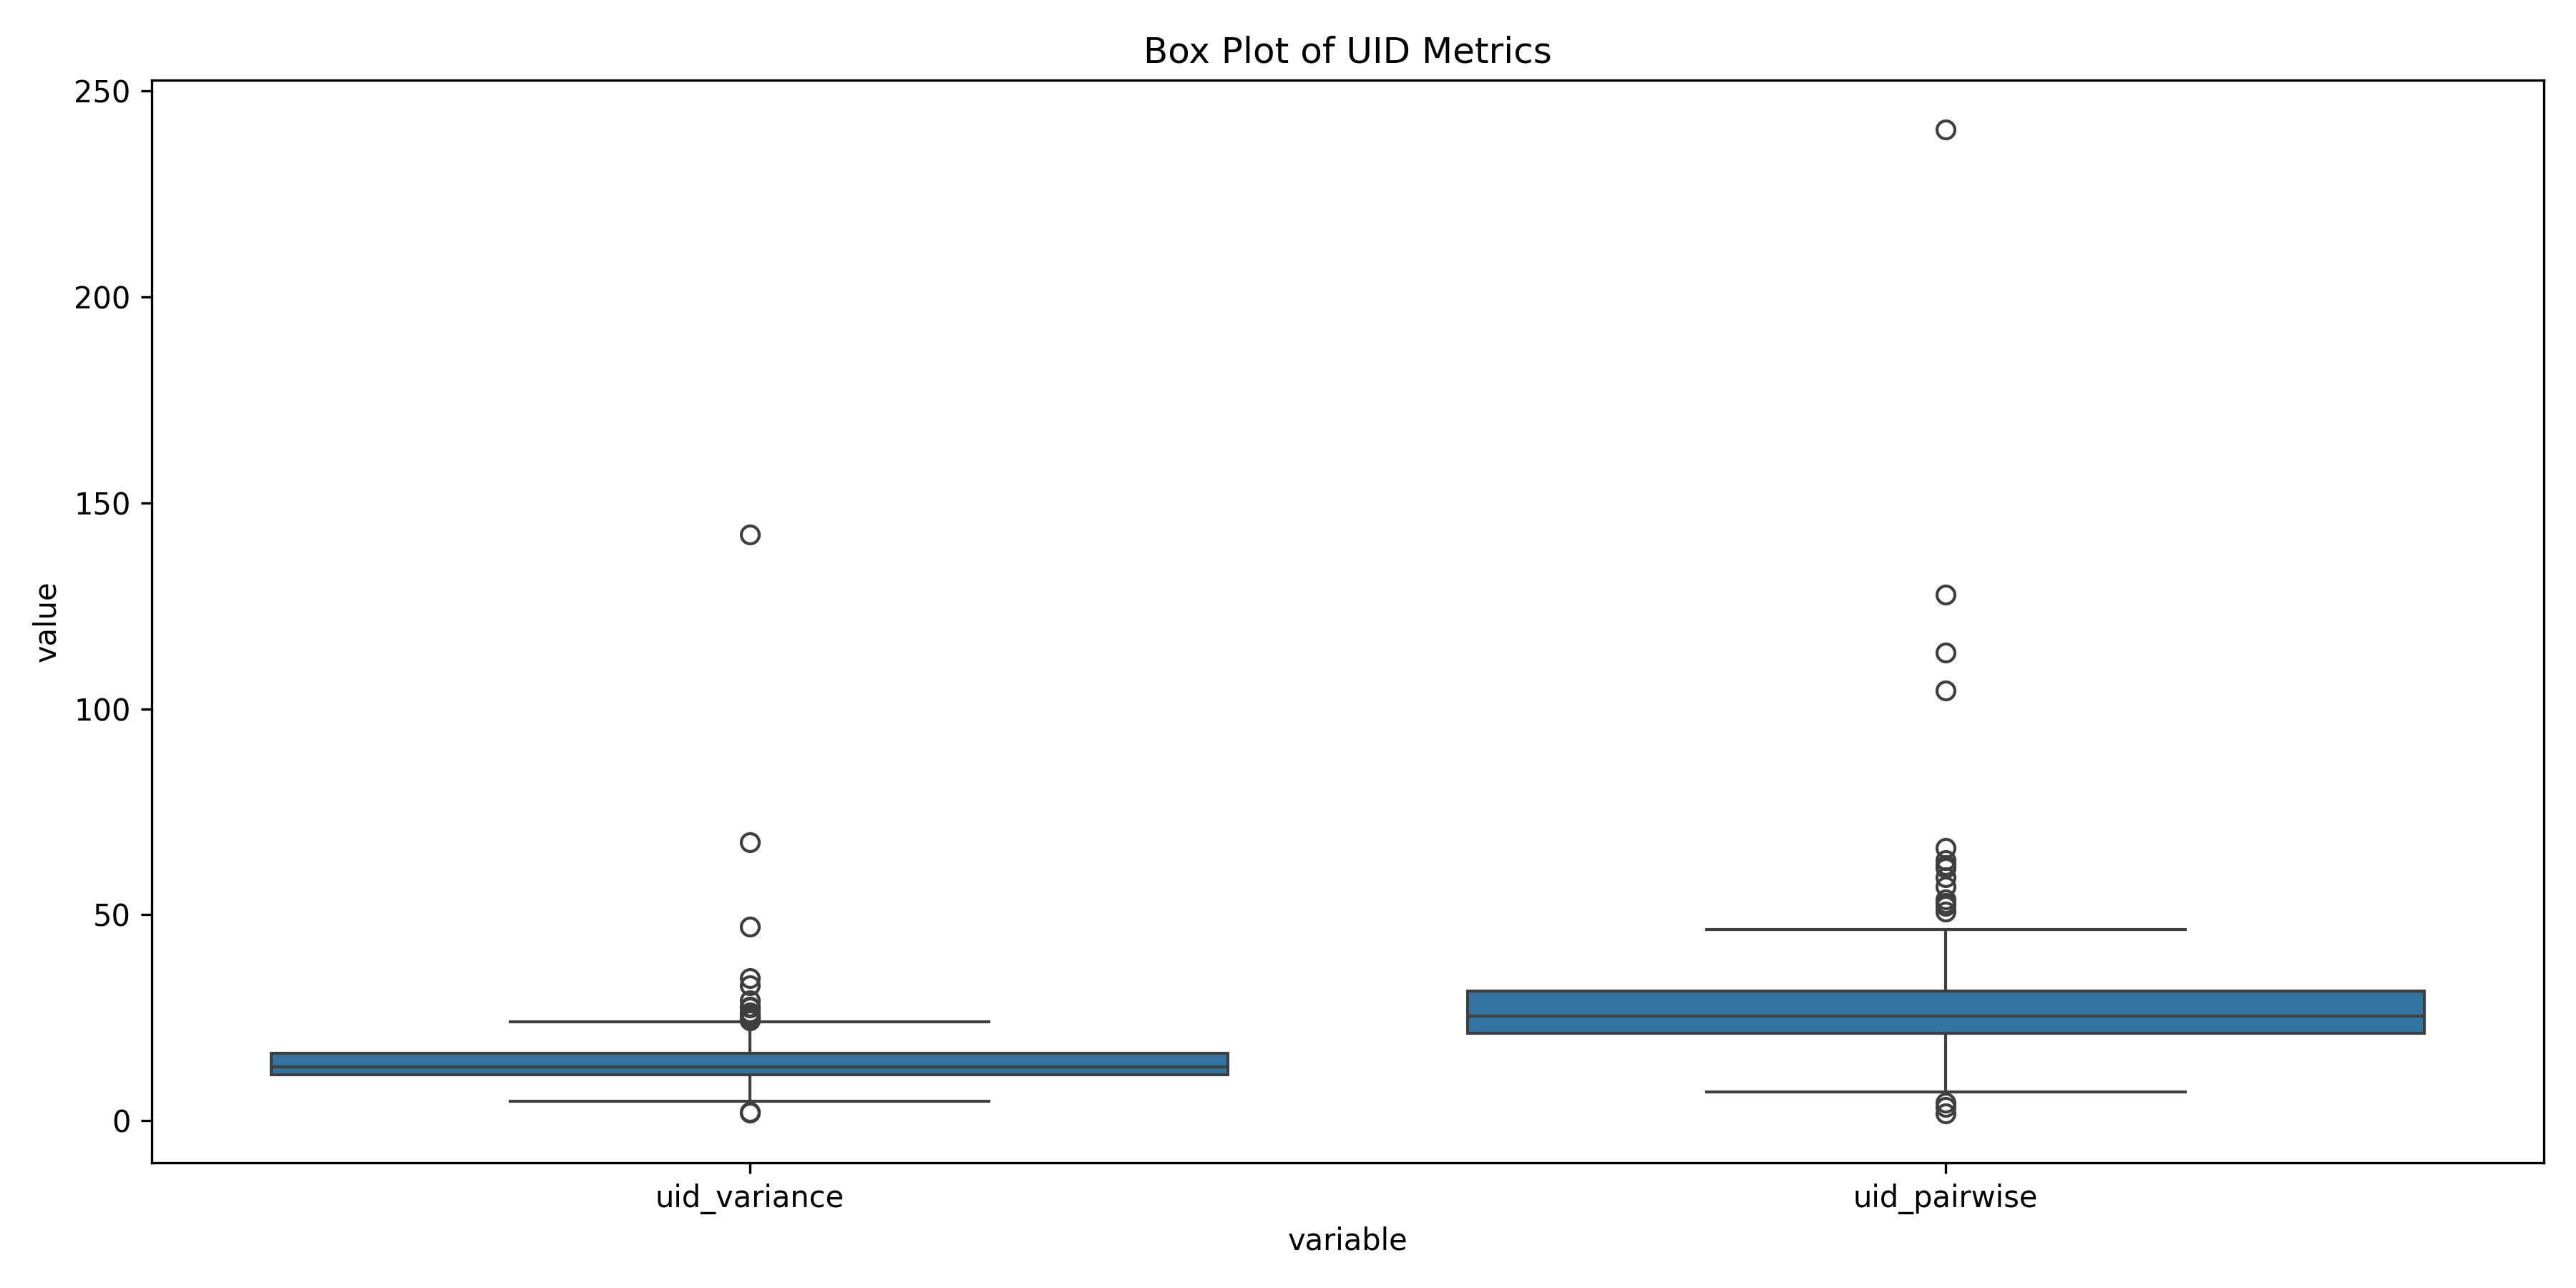 Box Plot of UID Metrics
250
200
150
100
50
0
value
uid_variance
uid_pairwise
variable